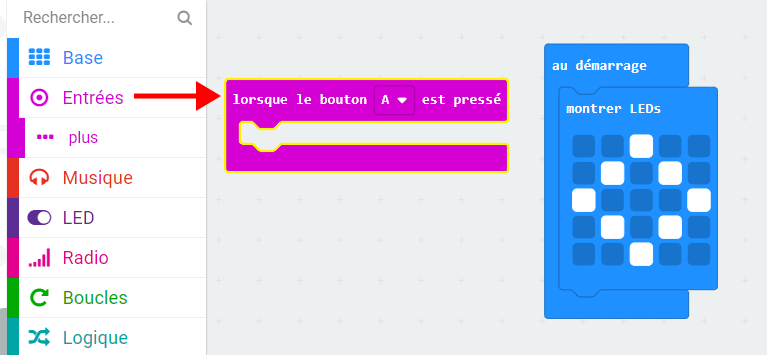 Rechercher...
Base
Entrées
plus
Musique
LED
Radio
Boucles
Logique
lorsque le bouton A est pressé
au démarrage
montrer LEDs